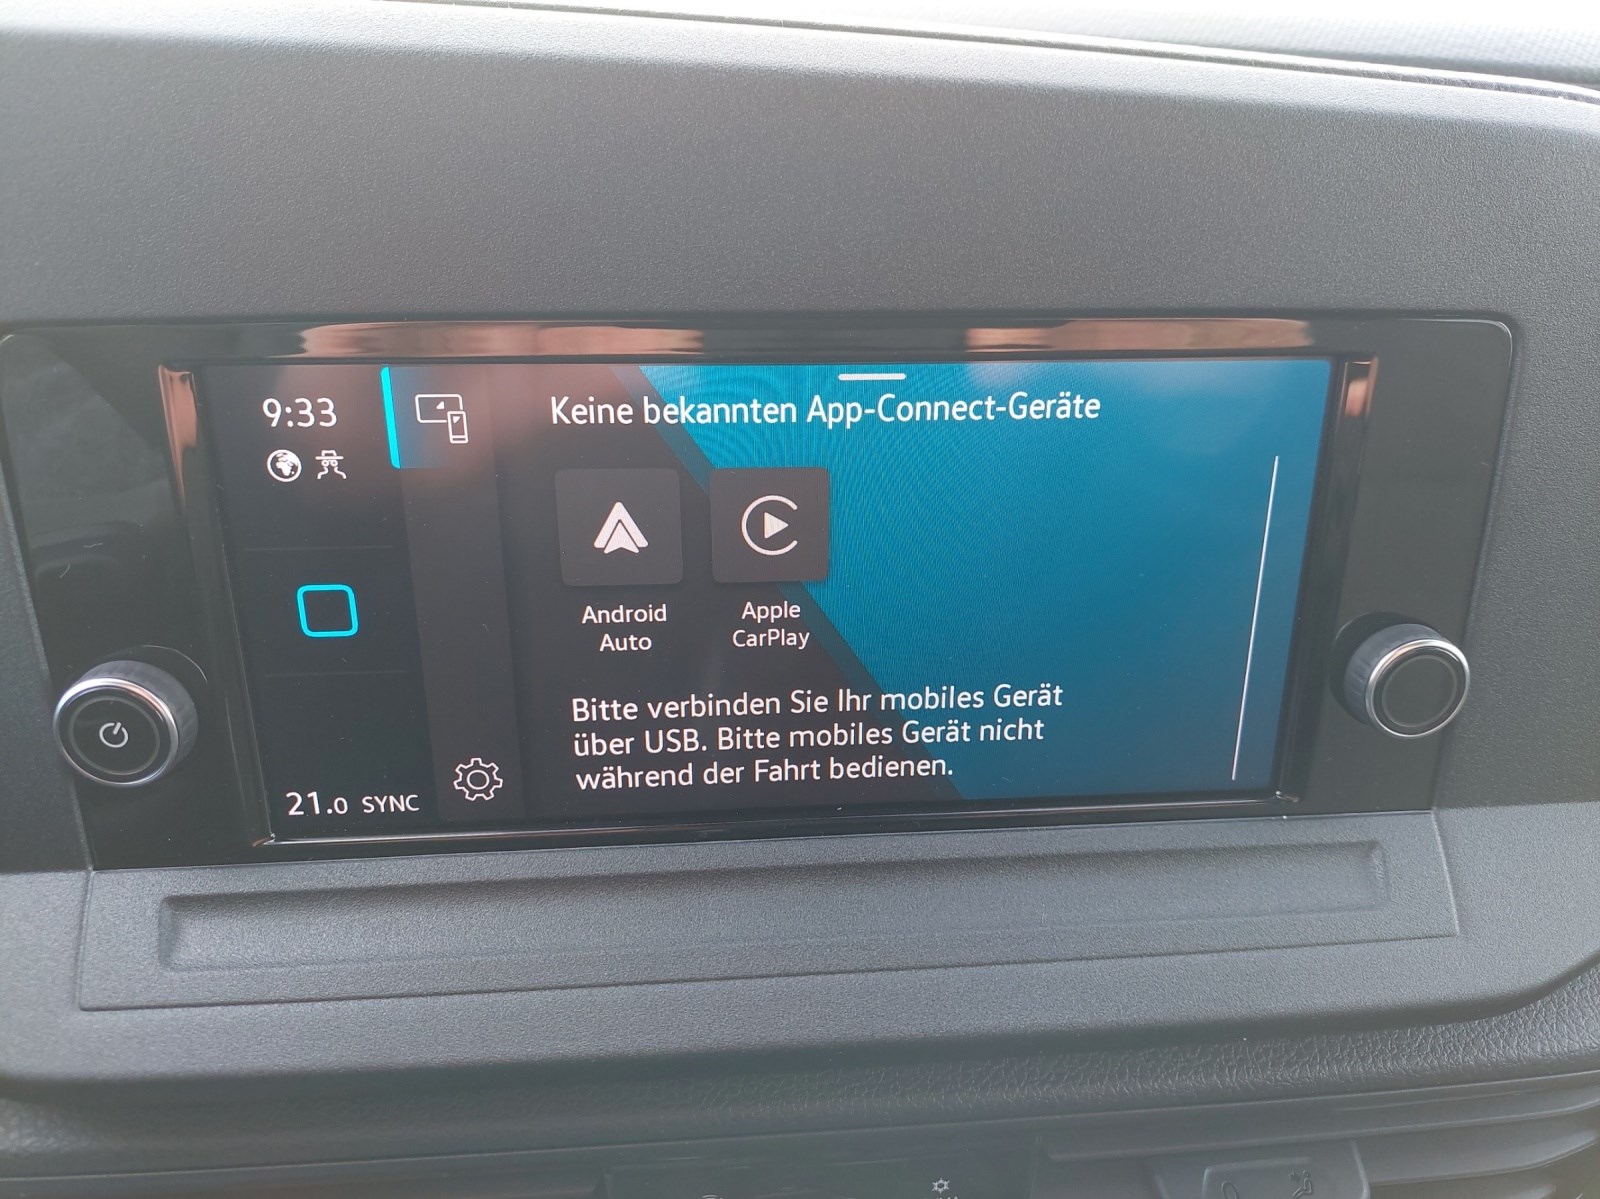 9:33
Keine bekannten App-Connect-Geräte
Android
Auto
Apple
CarPlay
Bitte verbinden Sie Ihr mobiles Gerät
über USB. Bitte mobiles Gerät nicht
während der Fahrt bedienen.
21.0 SYNC